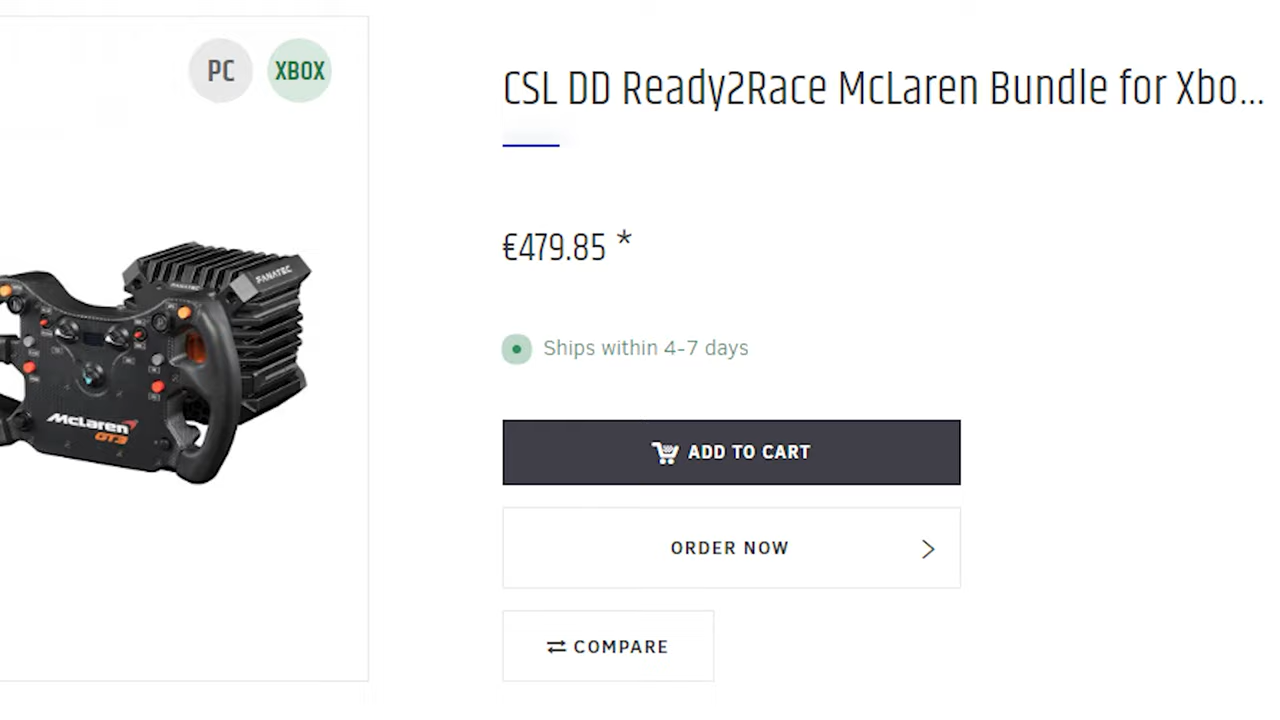 PC
XBOX
CSL DD Ready2Race McLaren Bundle for Xbo...
€479.85 *
FANATEC
FANATEC
Ships within 4-7 days
McLaren
GT3
ADD TO CART
ORDER NOW
COMPARE